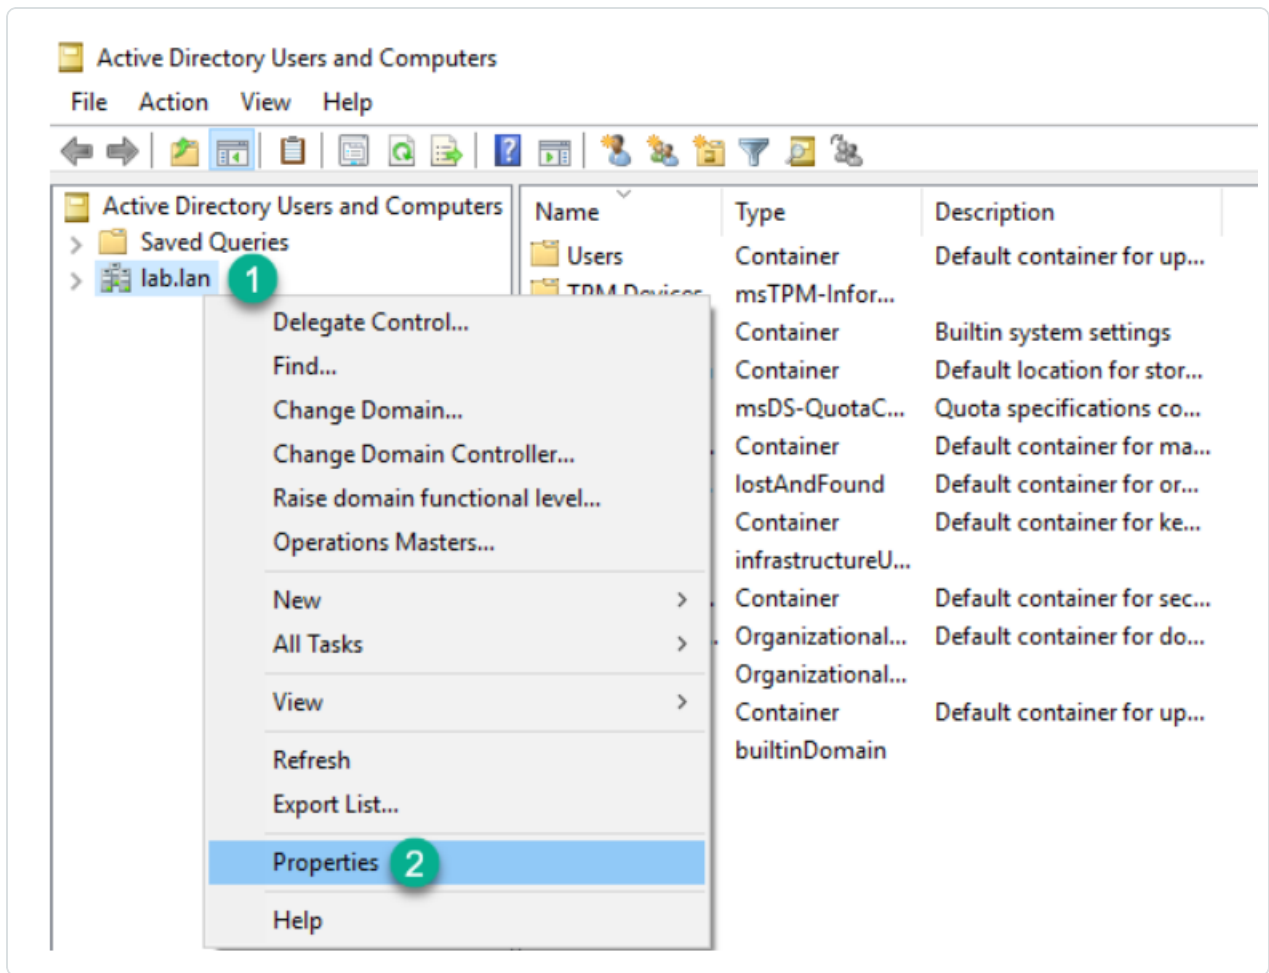 Active Directory Users and Computers
File Action View Help
Active Directory Users and Computers
Saved Queries
lab.lan 1
Name Type Description
Users Container Default container for up...
TPM Devices msTPM-Infor...
Container Builtin system settings
Container Default location for stor...
msDS-QuotaC... Quota specifications co...
Container Default container for ma...
lostAndFound Default container for or...
Container Default container for ke...
infrastructureU...
Container Default container for sec...
Organizational... Default container for do...
Organizational...
Container Default container for up...
builtinDomain
Delegate Control...
Find...
Change Domain...
Change Domain Controller...
Raise domain functional level...
Operations Masters...
New
All Tasks
View
Refresh
Export List...
Properties 2
Help